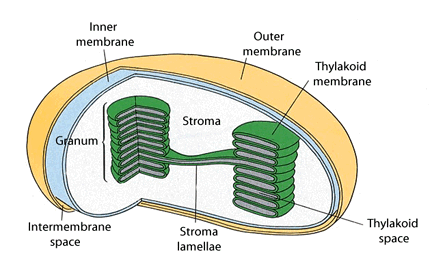 Inner
membrane
Outer
membrane
Thylakoid
membrane
Stroma
Granum
Intermembrane
space
Stroma
lamellae
Thylakoid
space